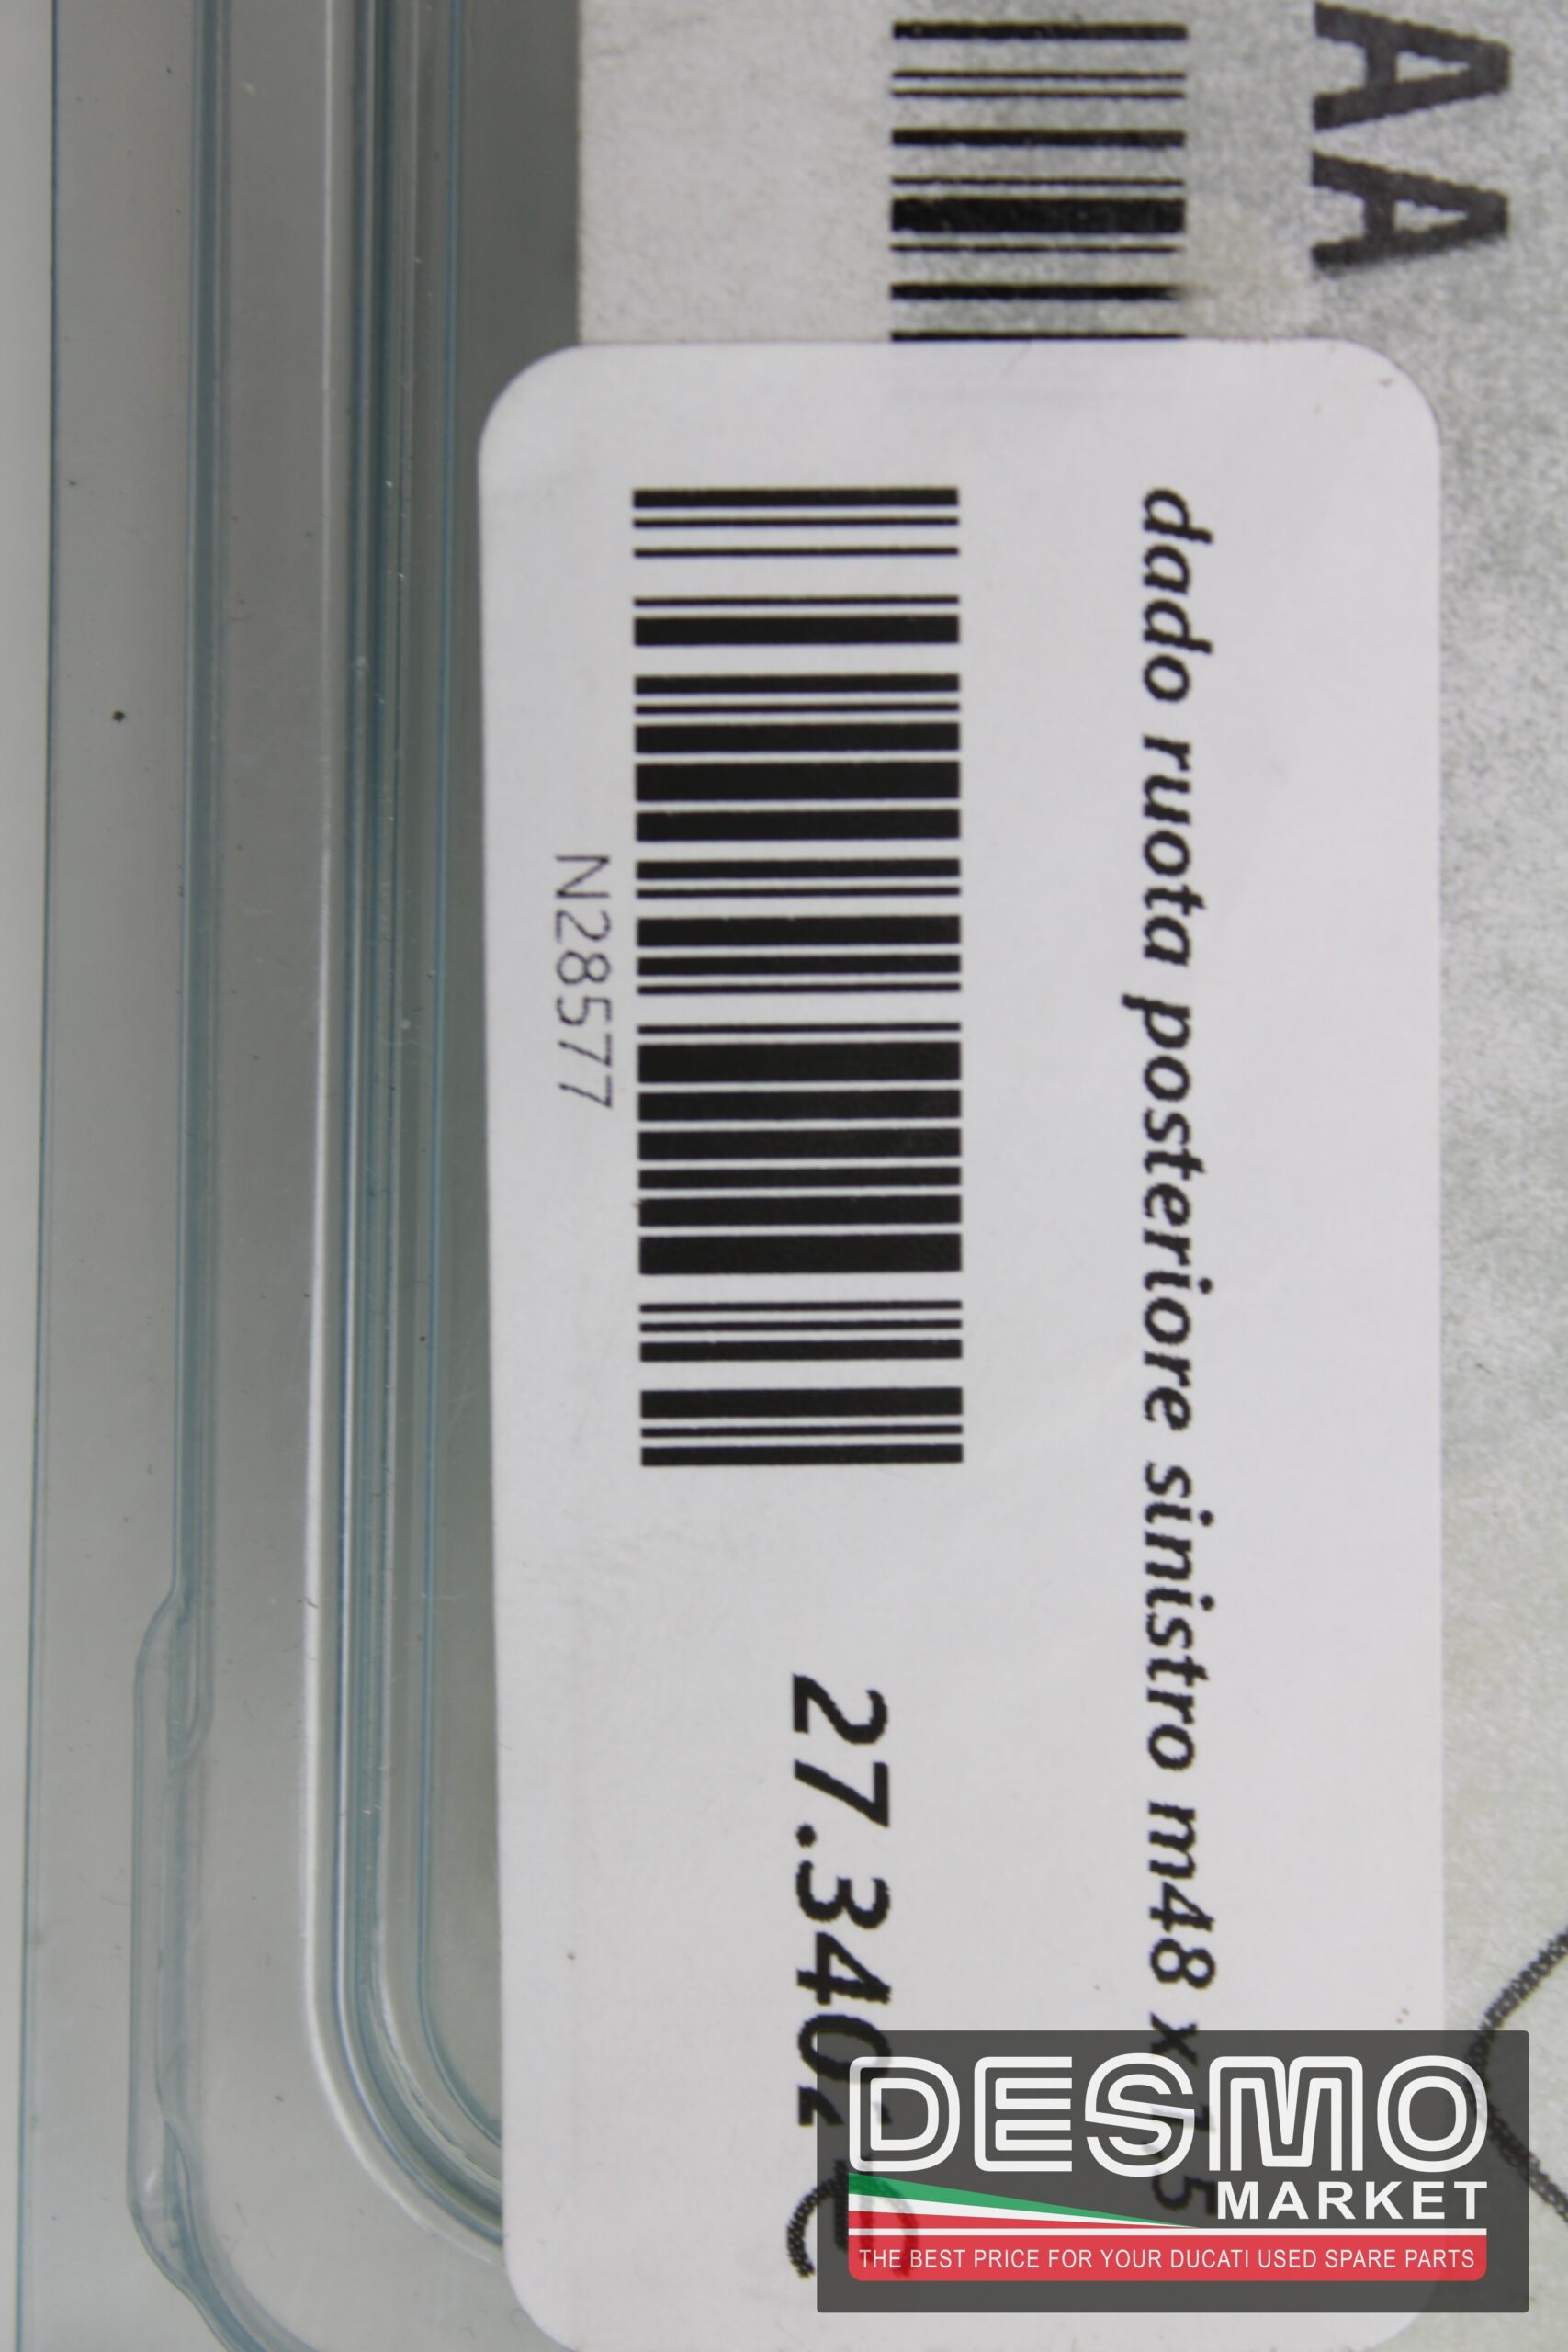 AA
dado ruota posteriore sinistro m48 x
27.340
N28577
DESMO
MARKET
THE BEST PRICE FOR YOUR DUCATI USED SPARE PARTS